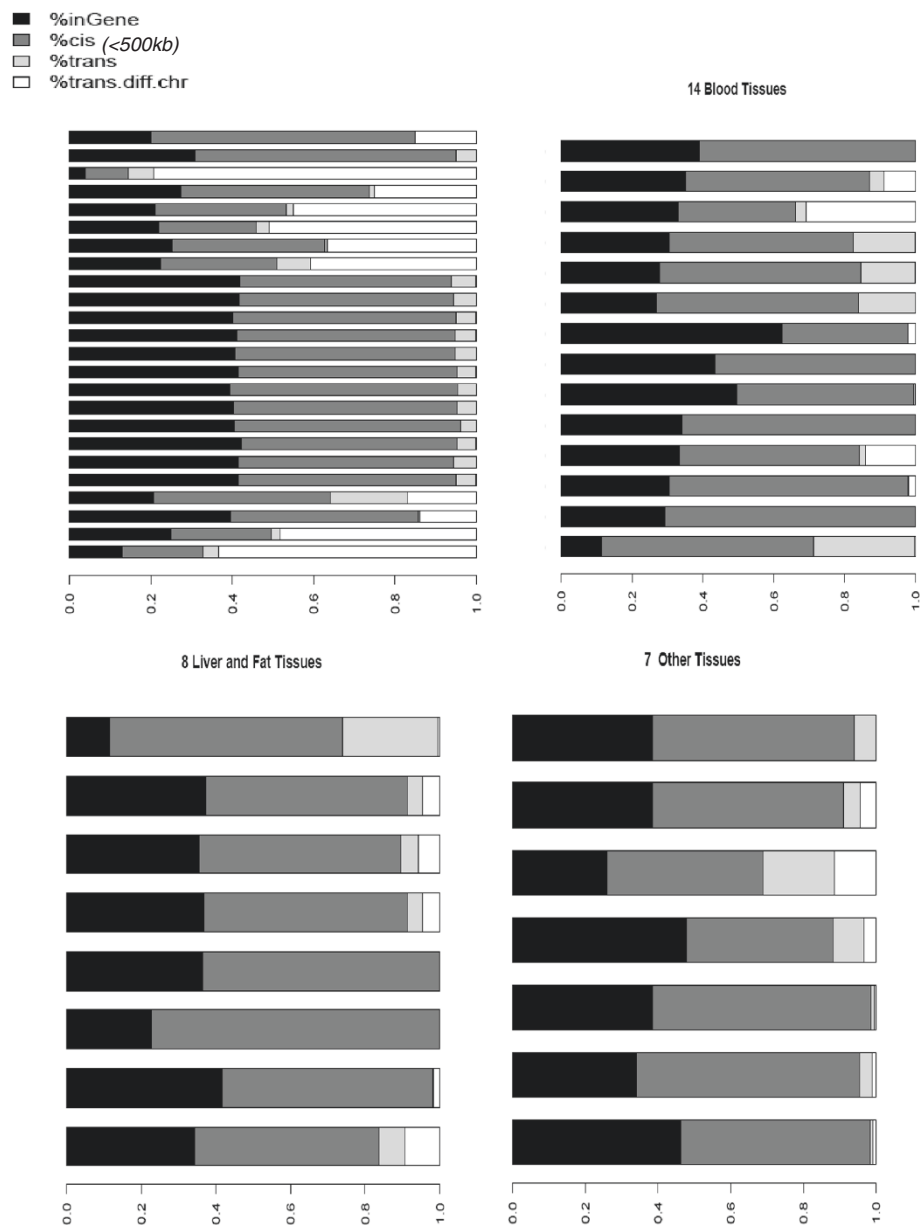 %inGene
%cis (<500kb)
%trans
%trans.diff.chr
14 Blood Tissues
0.0 0.2 0.4 0.6 0.8 1.0
0.0 0.2 0.4 0.6 0.8 1.0
8 Liver and Fat Tissues
7 Other Tissues
0.0 0.2 0.4 0.6 0.8 1.0
0.0 0.2 0.4 0.6 0.8 1.0